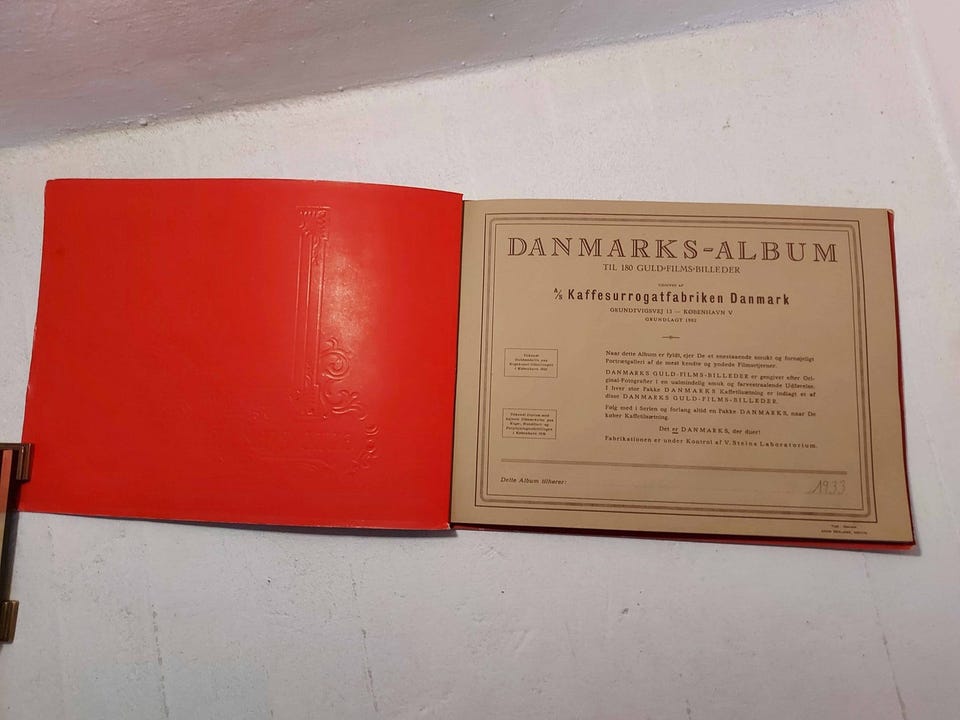 DANMARKS-ALBUM
TIL 180 GULD-FILMS-BILLEDER
UDGIVET AF
A/S Kaffesurrogatfabriken Danmark
GRUNDTVIGSVEJ 13 — KØBENHAVN V
GRUNDLAGT 1902
Naar dette Album er fyldt, ejer De et enestaaende smukt og fornøjeligt
Portrætgalleri af de mest kendte og yndede Filmsstjerner.
DANMARKS GULD-FILMS-BILLEDER er gengivet efter Ori-
ginal-Fotografier i en ualmindelig smuk og farvestraalende Udførelse.
I hver stor Pakke DANMARKS Kaffetilsætning er indlagt et af
disse DANMARKS GULD-FILMS-BILLEDER.
Følg med i Serien og forlang altid en Pakke DANMARKS, naar De
køber Kaffetilsætning.
Det er DANMARKS, der duer!
Fabrikationen er under Kontrol af V. Steins Laboratorium.
Dette Album tilhører:
1933